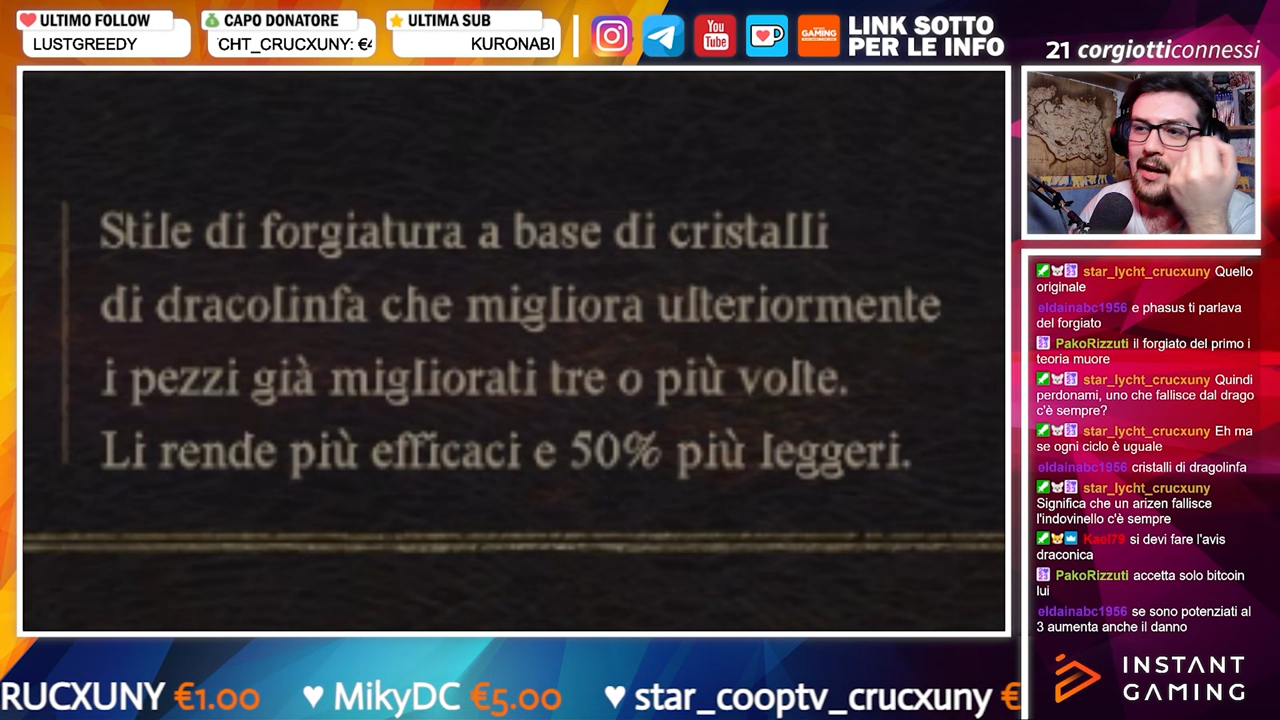 ULTIMO FOLLOW
LUSTGREEDY
CAPO DONATORE
CHT_CRUCXUNY: €
ULTIMA SUB
KURONABI
You
Tube
GAMING
LINK SOTTO
PER LE INFO
21 corgiotticonnessi
Stile di forgiatura a base di cristalli
di dracolinfa che migliora ulteriormente
i pezzi già migliorati tre o più volte.
Li rende più efficaci e 50% più leggeri.
star_lycht_crucxuny Quello
originale
eldainabc1956 e phasus ti parlava
del forgiato
PakoRizzuti il forgiato del primo i
teoria muore
star_lycht_crucxuny Quindi
perdonami, uno che fallisce dal drago
c'è sempre?
star_lycht_crucxuny Eh ma
se ogni ciclo è uguale
eldainabc1956 cristalli di dragolinfa
star_lycht_crucxuny
Significa che un arizen fallisce
l'indovinello c'è sempre
Kael79 si devi fare l'avis
draconica
PakoRizzuti accetta solo bitcoin
lui
eldainabc1956 se sono potenziati al
3 aumenta anche il danno
INSTANT
GAMING
RUCXUNY €1.00 ♥ MikyDC €5.00 ♥ star_cooptv_crucxuny €